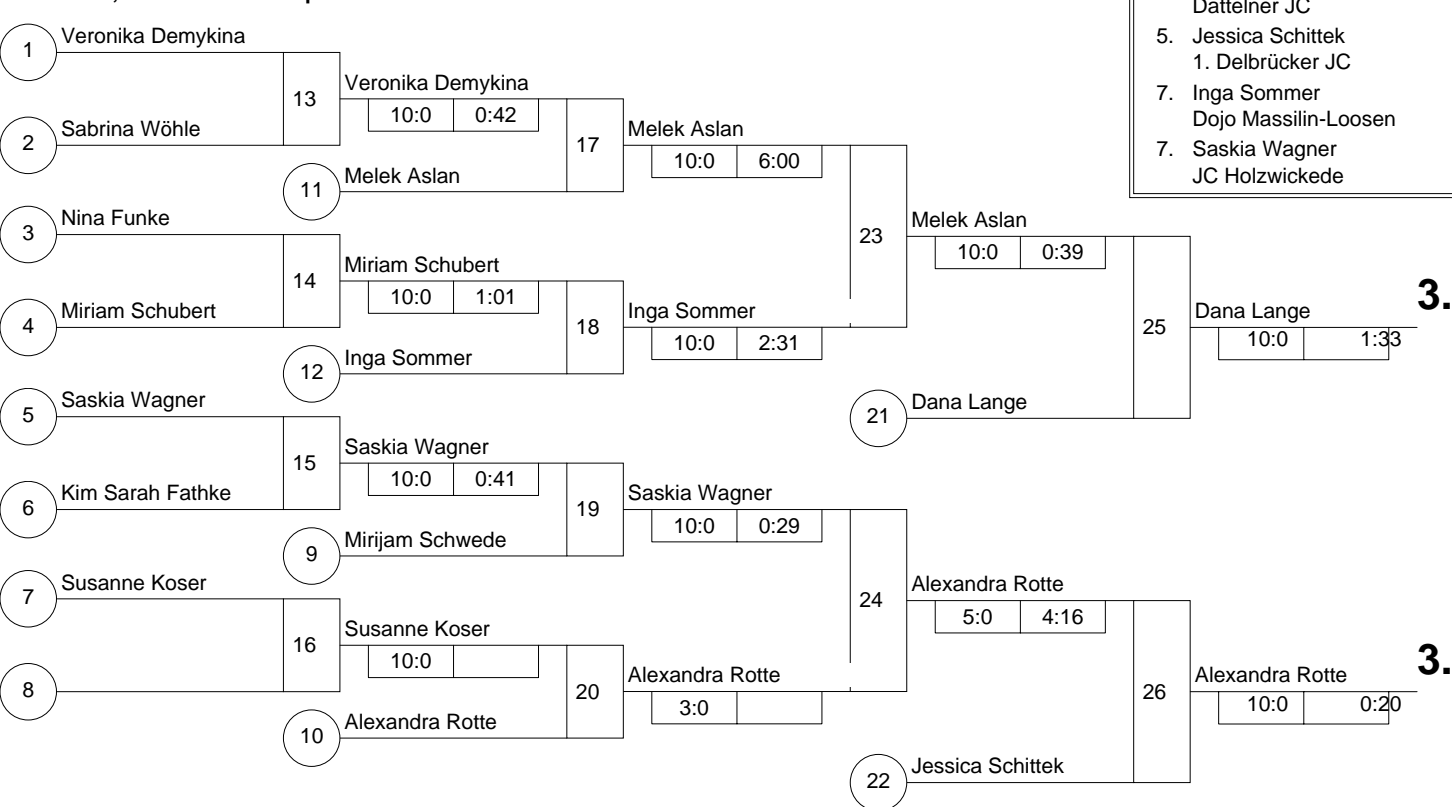 Dattelner JC
5. Jessica Schittek
1. Delbrücker JC
7. Inga Sommer
Dojo Massilin-Loosen
7. Saskia Wagner
JC Holzwickede
1 Veronika Demykina
13
Veronika Demykina
10:0 0:42
2 Sabrina Wöhle
17
Melek Aslan
10:0 6:00
11 Melek Aslan
3 Nina Funke
23
Melek Aslan
10:0 0:39
14
Miriam Schubert
10:0 1:01
4 Miriam Schubert
18
Inga Sommer
10:0 2:31
25
Dana Lange
10:0 1:33
3.
12 Inga Sommer
5 Saskia Wagner
21 Dana Lange
15
Saskia Wagner
10:0 0:41
6 Kim Sarah Fathke
19
Saskia Wagner
10:0 0:29
9 Mirijam Schwede
7 Susanne Koser
24
Alexandra Rotte
5:0 4:16
16
Susanne Koser
10:0
8
20
Alexandra Rotte
3:0
26
Alexandra Rotte
10:0 0:20
3.
10 Alexandra Rotte
22 Jessica Schittek